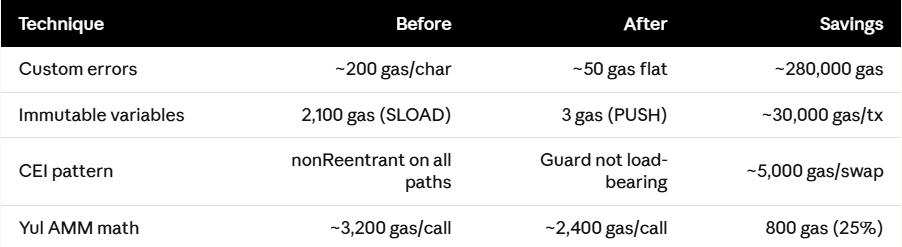 Technique Before After Savings
Custom errors ~200 gas/char ~50 gas flat ~280,000 gas
Immutable variables 2,100 gas (SLOAD) 3 gas (PUSH) ~30,000 gas/tx
CEI pattern nonReentrant on all paths Guard not load-bearing ~5,000 gas/swap
Yul AMM math ~3,200 gas/call ~2,400 gas/call 800 gas (25%)